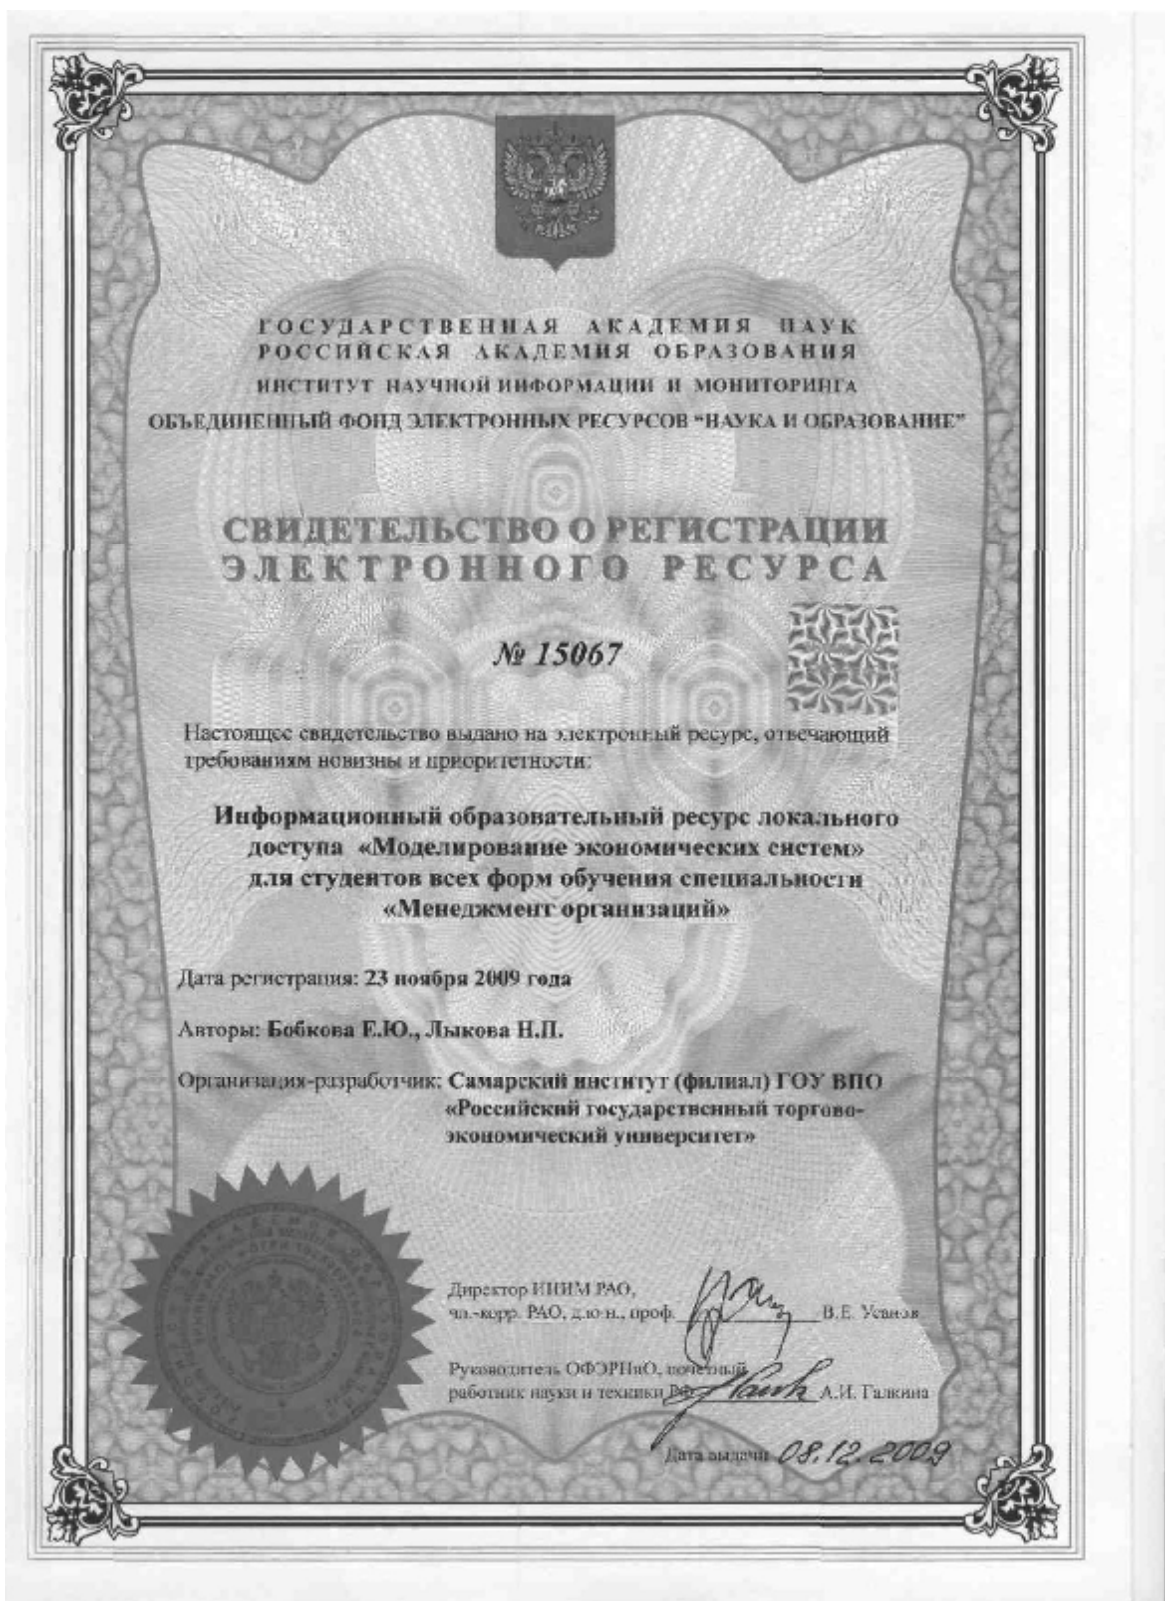 ГОСУДАРСТВЕННАЯ АКАДЕМИЯ НАУК
РОССИЙСКАЯ АКАДЕМИЯ ОБРАЗОВАНИЯ
ИНСТИТУТ НАУЧНОЙ ИНФОРМАЦИИ И МОНИТОРИНГА
ОБЪЕДИНЕННЫЙ ФОНД ЭЛЕКТРОННЫХ РЕСУРСОВ "НАУКА И ОБРАЗОВАНИЕ"
СВИДЕТЕЛЬСТВО О РЕГИСТРАЦИИ
ЭЛЕКТРОННОГО РЕСУРСА
№ 15067
Настоящее свидетельство выдано на электронный ресурс, отвечающий
требованиям новизны и приоритетности:
Информационный образовательный ресурс локального
доступа «Моделирование экономических систем»
для студентов всех форм обучения специальности
«Менеджмент организаций»
Дата регистрации: 23 ноября 2009 года
Авторы: Бобкова Е.Ю., Лыкова Н.П.
Организация-разработчик: Самарский институт (филиал) ГОУ ВПО
«Российский государственный торгово-
экономический университет»
Директор ИНИМ РАО,
чл.-корр. РАО, д.ю.н., проф. В.Е. Усанов
Руководитель ОФЭРНиО, почетный
работник науки и техники РФ А.И. Галкина
Дата выдачи 08.12.2009